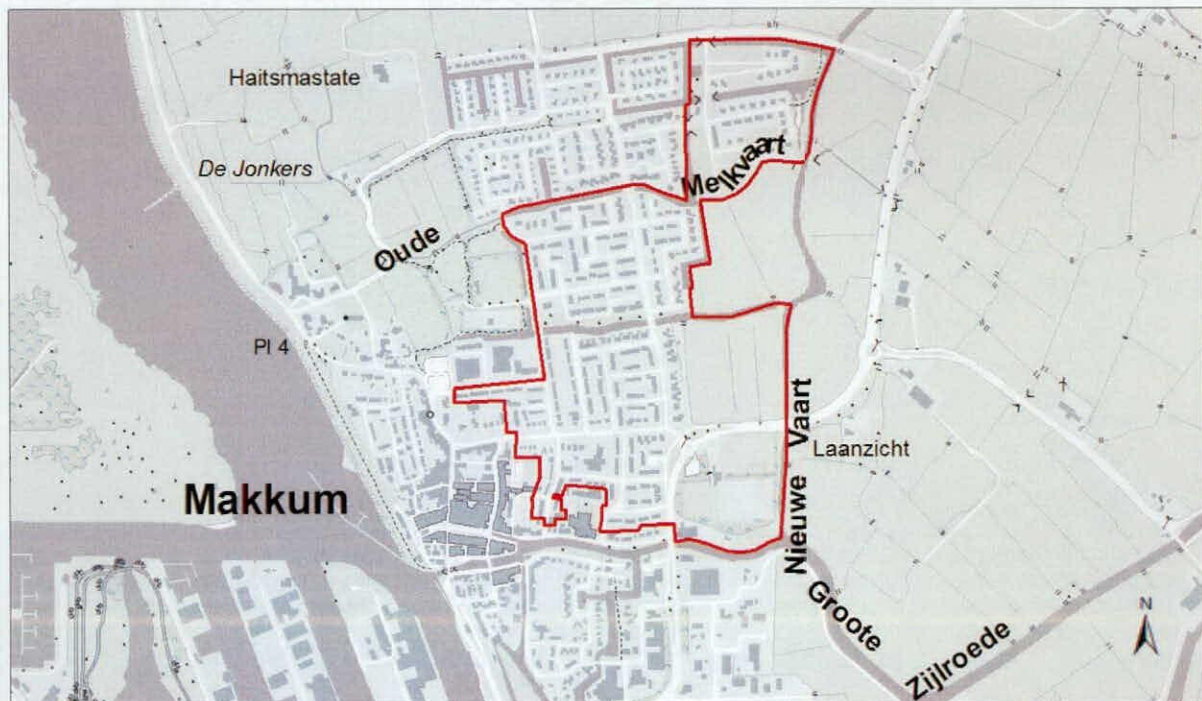 Haitsmastate
De Jonkers
Oude Melkvaart
Pl 4
Makkum
Nieuwe Vaart
Laanzicht
Groote
Zijlroede
N